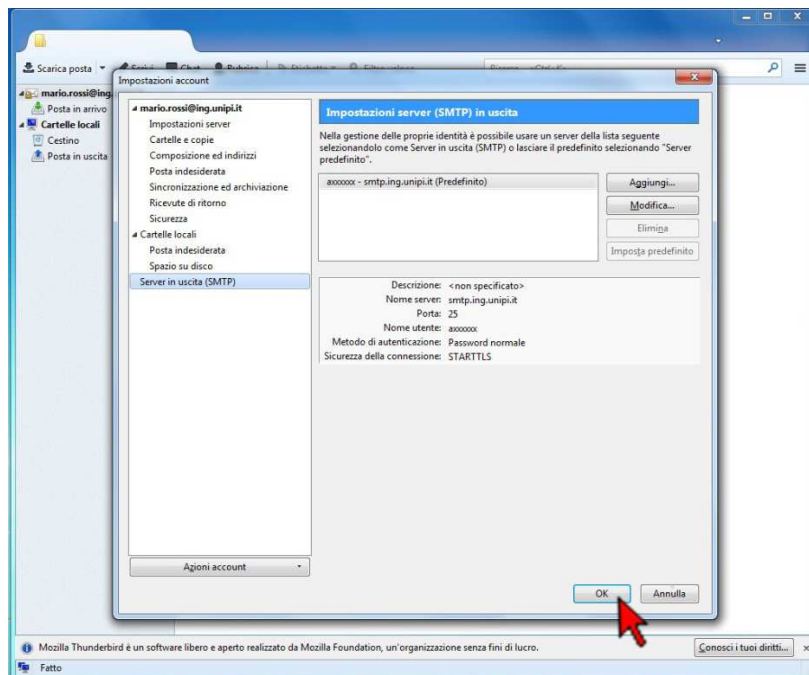 Scarica posta
Scrivi
Chat
Rubrica
Etichette
Filtro veloce
mario.rossi@ing.
Posta in arrivo
Cartelle locali
Cestino
Posta in uscita
Impostazioni account
mario.rossi@ing.unipi.it
Impostazioni server
Cartelle e copie
Composizione ed indirizzi
Posta indesiderata
Sincronizzazione ed archiviazione
Ricevute di ritorno
Sicurezza
Cartelle locali
Posta indesiderata
Spazio su disco
Server in uscita (SMTP)
Azioni account
Impostazioni server (SMTP) in uscita
Nella gestione delle proprie identità è possibile usare un server della lista seguente
selezionandolo come Server in uscita (SMTP) o lasciare il predefinito selezionando "Server
predefinito".
axxxxxx - smtp.ing.unipi.it (Predefinito)
Aggiungi...
Modifica...
Elimina
Imposta predefinito
Descrizione: <non specificato>
Nome server: smtp.ing.unipi.it
Porta: 25
Nome utente: axxxxxx
Metodo di autenticazione: Password normale
Sicurezza della connessione: STARTTLS
OK
Annulla
Mozilla Thunderbird è un software libero e aperto realizzato da Mozilla Foundation, un'organizzazione senza fini di lucro.
Conosci i tuoi diritti...
Fatto